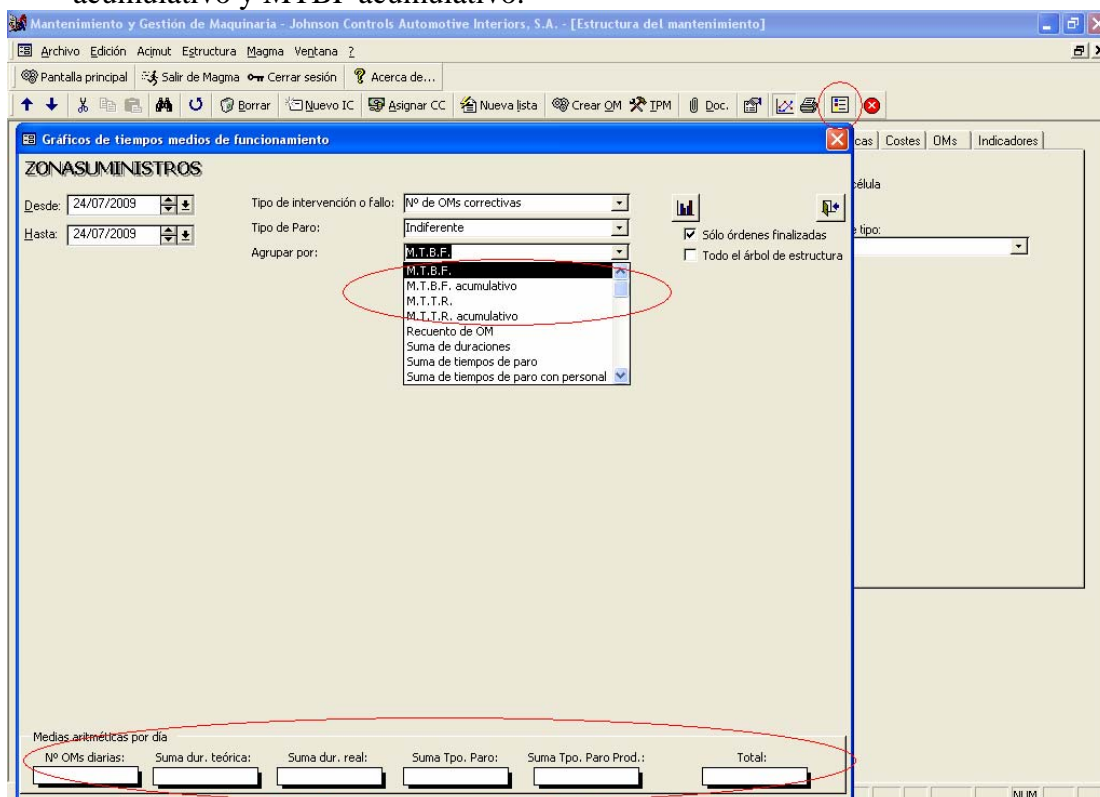 acumulativo y MTBF acumulativo.
Mantenimiento y Gestión de Maquinaria - Johnson Controls Automotive Interiors, S.A. - [Estructura del mantenimiento]
Archivo Edición Acimut Estructura Magma Ventana ?
Pantalla principal Salir de Magma Cerrar sesión Acerca de...
Borrar Nuevo IC Asignar CC Nueva lista Crear OM TPM Doc.
Gráficos de tiempos medios de funcionamiento
cas Costes OMs Indicadores
ZONASUMINISTROS
célula
Desde: 24/07/2009 Tipo de intervención o fallo: Nº de OMs correctivas
Hasta: 24/07/2009 Tipo de Paro: Indiferente
Sólo órdenes finalizadas
tipo:
Agrupar por: M.T.B.F.
Todo el árbol de estructura
M.T.B.F.
M.T.B.F. acumulativo
M.T.T.R.
M.T.T.R. acumulativo
Recuento de OM
Suma de duraciones
Suma de tiempos de paro
Suma de tiempos de paro con personal
Medias aritméticas por día
Nº OMs diarias: Suma dur. teórica: Suma dur. real: Suma Tpo. Paro: Suma Tpo. Paro Prod.: Total:
NUM